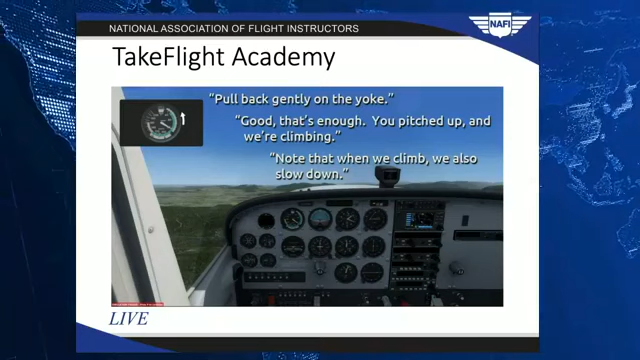 NATIONAL ASSOCIATION OF FLIGHT INSTRUCTORS
NAFI
TakeFlight Academy
"Pull back gently on the yoke."
"Good, that's enough. You pitched up, and
we're climbing."
"Note that when we climb, we also
slow down."
LIVE